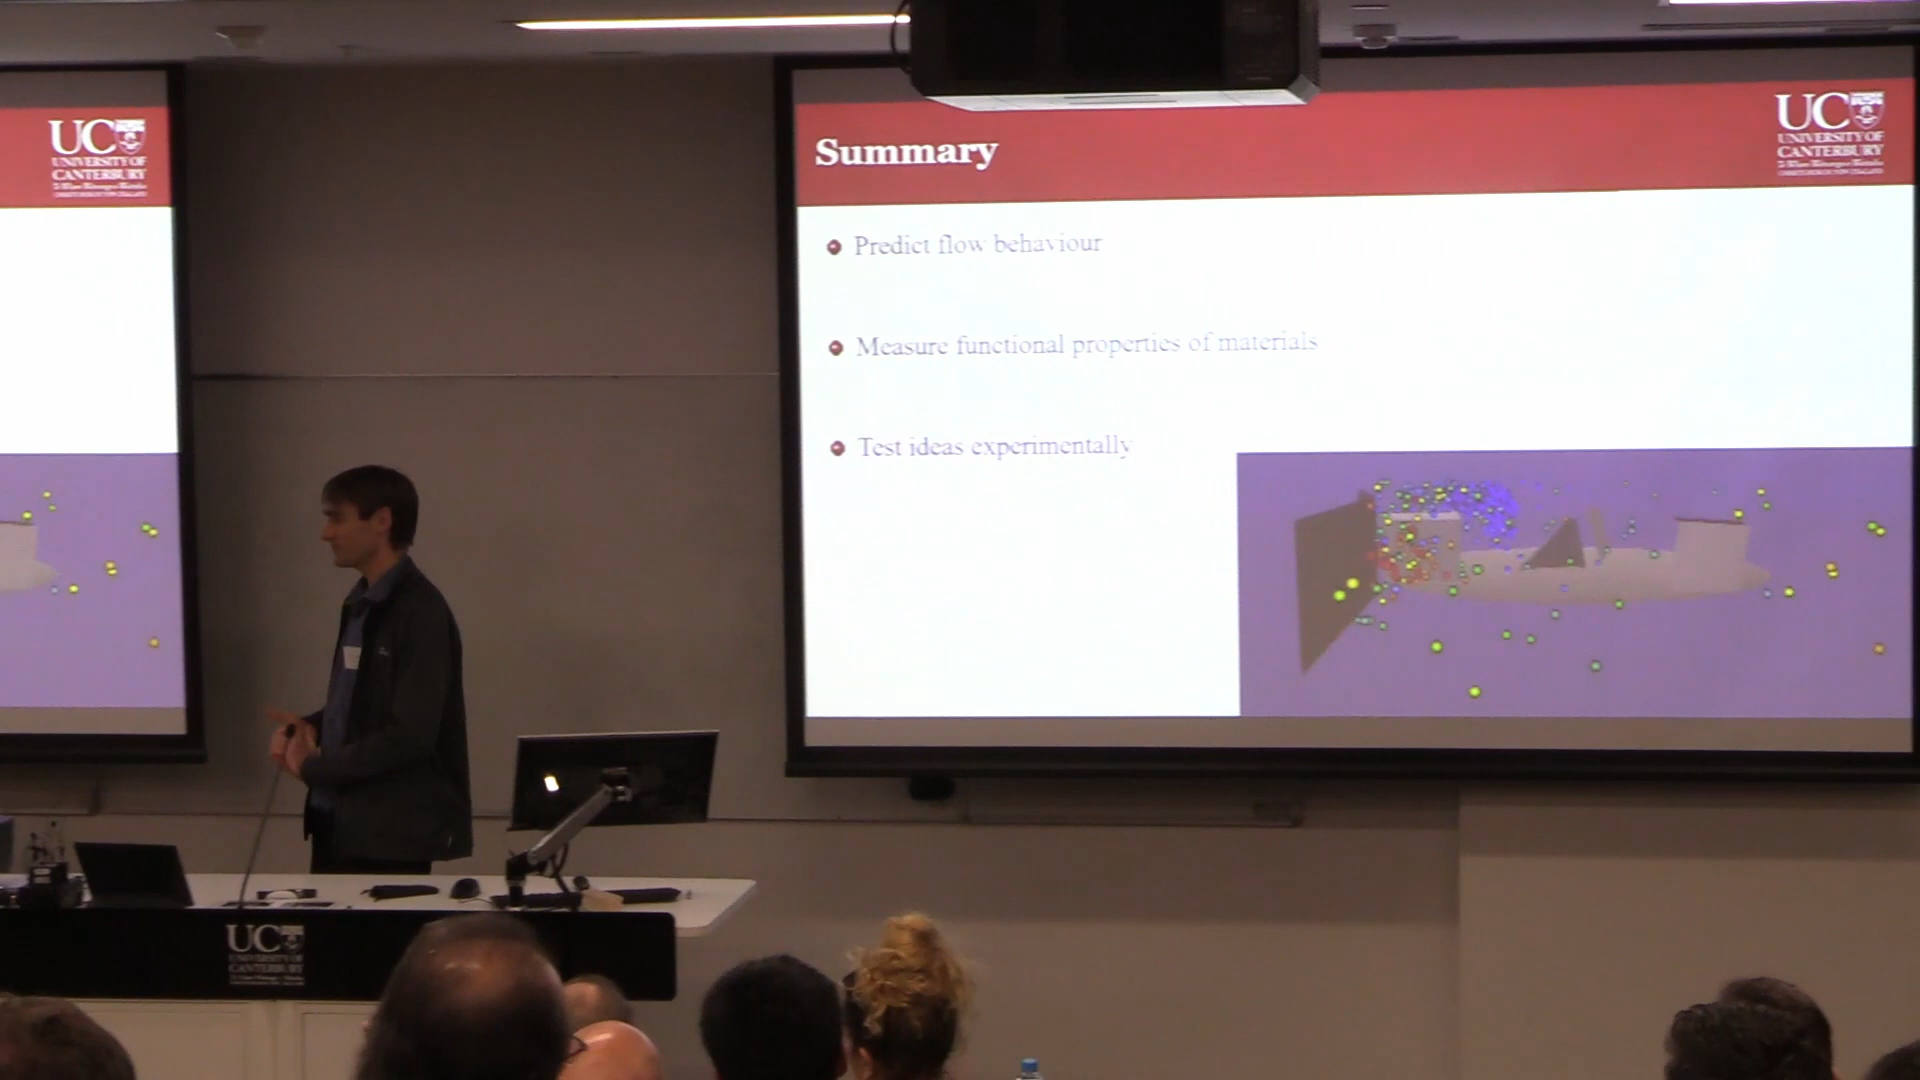 UC
UNIVERSITY OF
CANTERBURY
Summary
UC
UNIVERSITY OF
CANTERBURY
Predict flow behaviour
Measure functional properties of materials
Test ideas experimentally
UC
UNIVERSITY OF
CANTERBURY